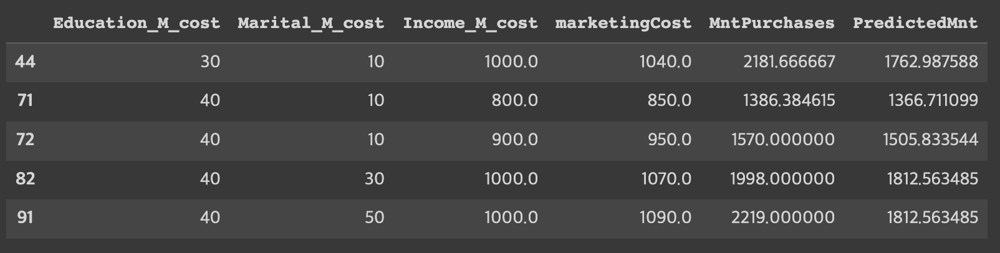 Education_M_cost Marital_M_cost Income_M_cost marketingCost MntPurchases PredictedMnt
44 30 10 1000.0 1040.0 2181.666667 1762.987588
71 40 10 800.0 850.0 1386.384615 1366.711099
72 40 10 900.0 950.0 1570.000000 1505.833544
82 40 30 1000.0 1070.0 1998.000000 1812.563485
91 40 50 1000.0 1090.0 2219.000000 1812.563485